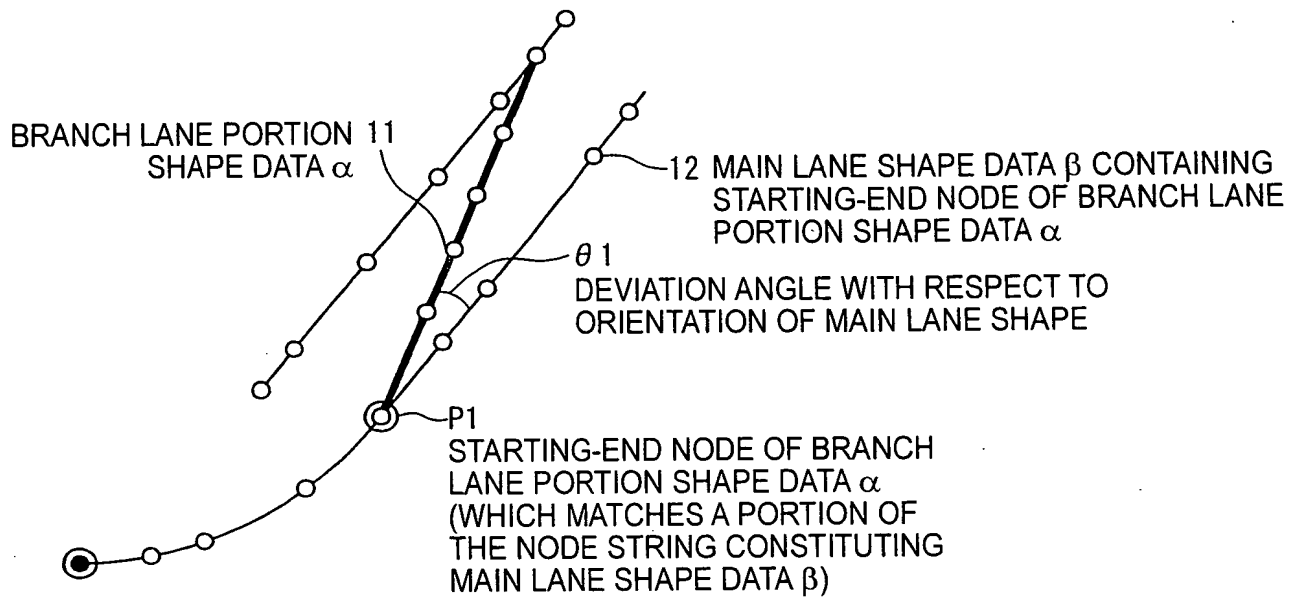 BRANCH LANE PORTION 11
SHAPE DATA α
12 MAIN LANE SHAPE DATA β CONTAINING
STARTING-END NODE OF BRANCH LANE
PORTION SHAPE DATA α
θ1
DEVIATION ANGLE WITH RESPECT TO
ORIENTATION OF MAIN LANE SHAPE
P1
STARTING-END NODE OF BRANCH
LANE PORTION SHAPE DATA α
(WHICH MATCHES A PORTION OF
THE NODE STRING CONSTITUTING
MAIN LANE SHAPE DATA β)